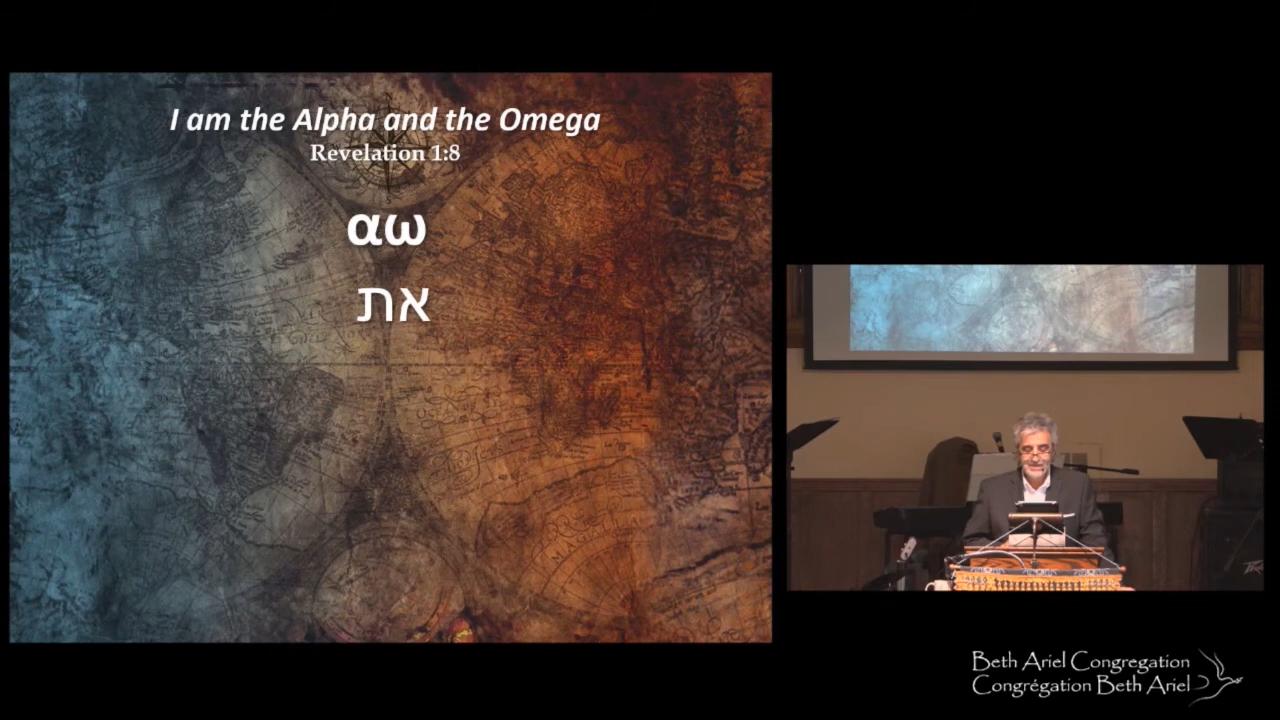 I am the Alpha and the Omega
Revelation 1:8
αω
את
Beth Ariel Congregation
Congrégation Beth Ariel